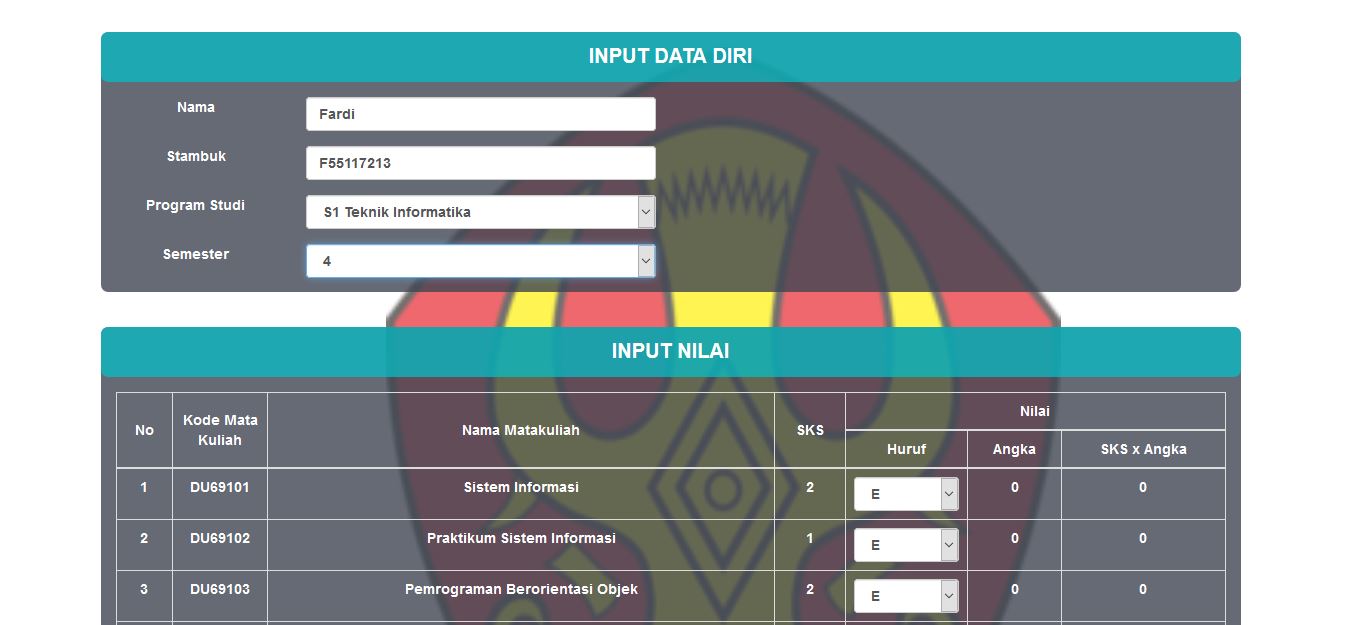 INPUT DATA DIRI
Nama
Fardi
Stambuk
F55117213
Program Studi
S1 Teknik Informatika
Semester
4
INPUT NILAI
No
Kode Mata
Kuliah
Nama Matakuliah
SKS
Nilai
Huruf
Angka
SKS x Angka
1 DU69101 Sistem Informasi 2 E 0 0
2 DU69102 Praktikum Sistem Informasi 1 E 0 0
3 DU69103 Pemrograman Berorientasi Objek 2 E 0 0